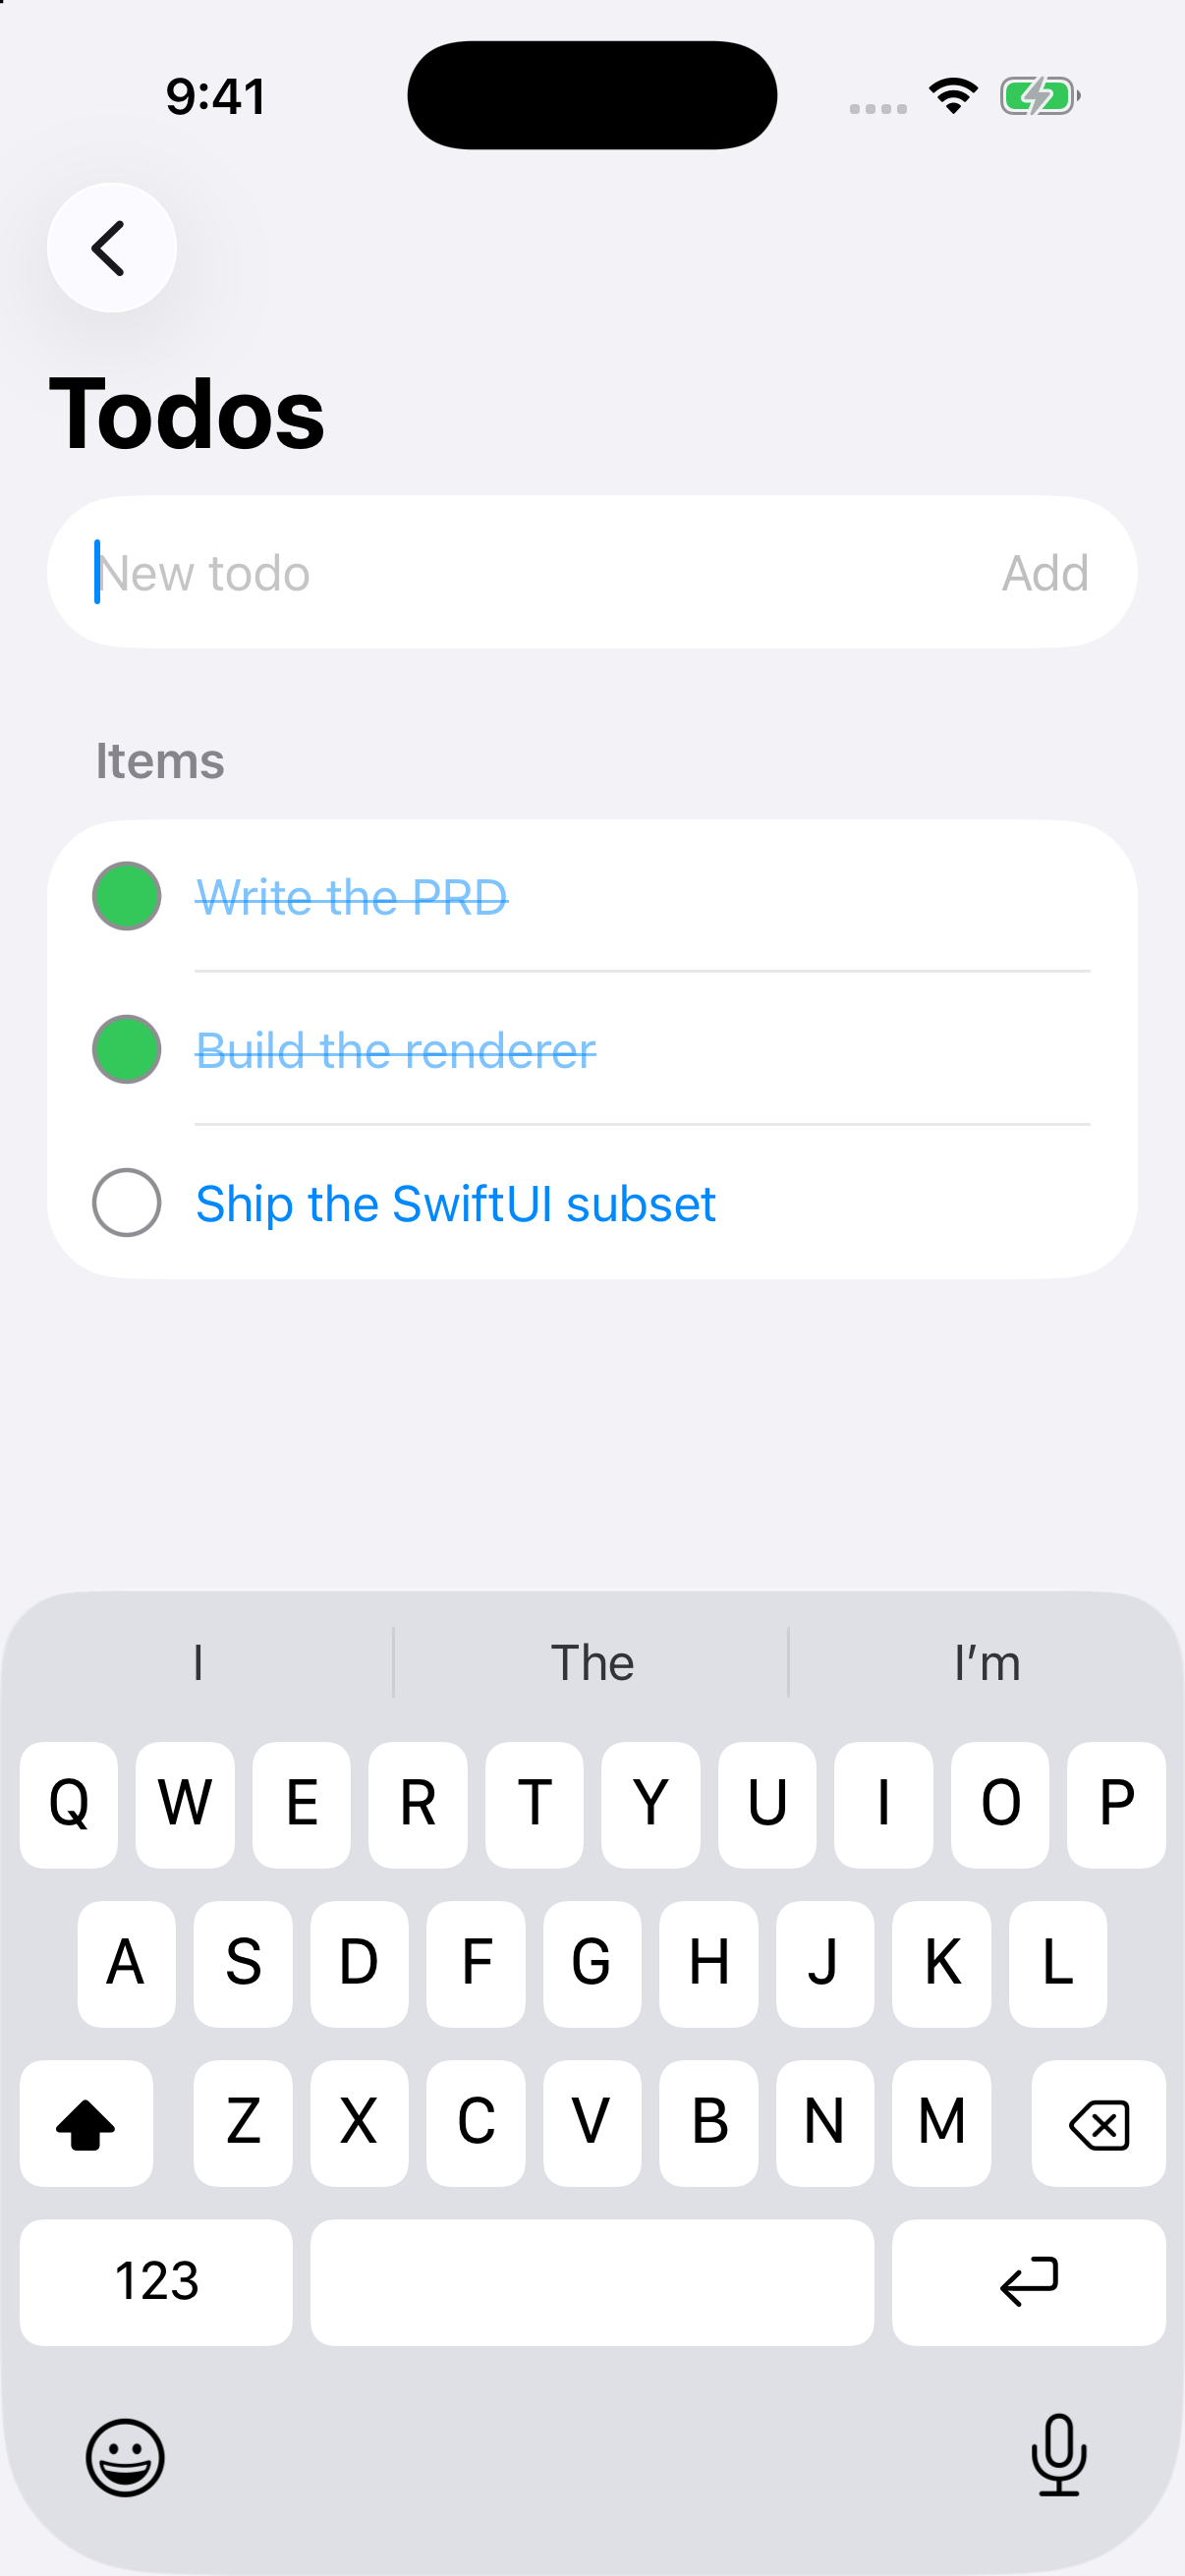 9:41
Todos
New todo Add
Items
Write the PRD
Build the renderer
Ship the SwiftUI subset
I The I’m
Q W E R T Y U I O P
A S D F G H J K L
Z X C V B N M
123